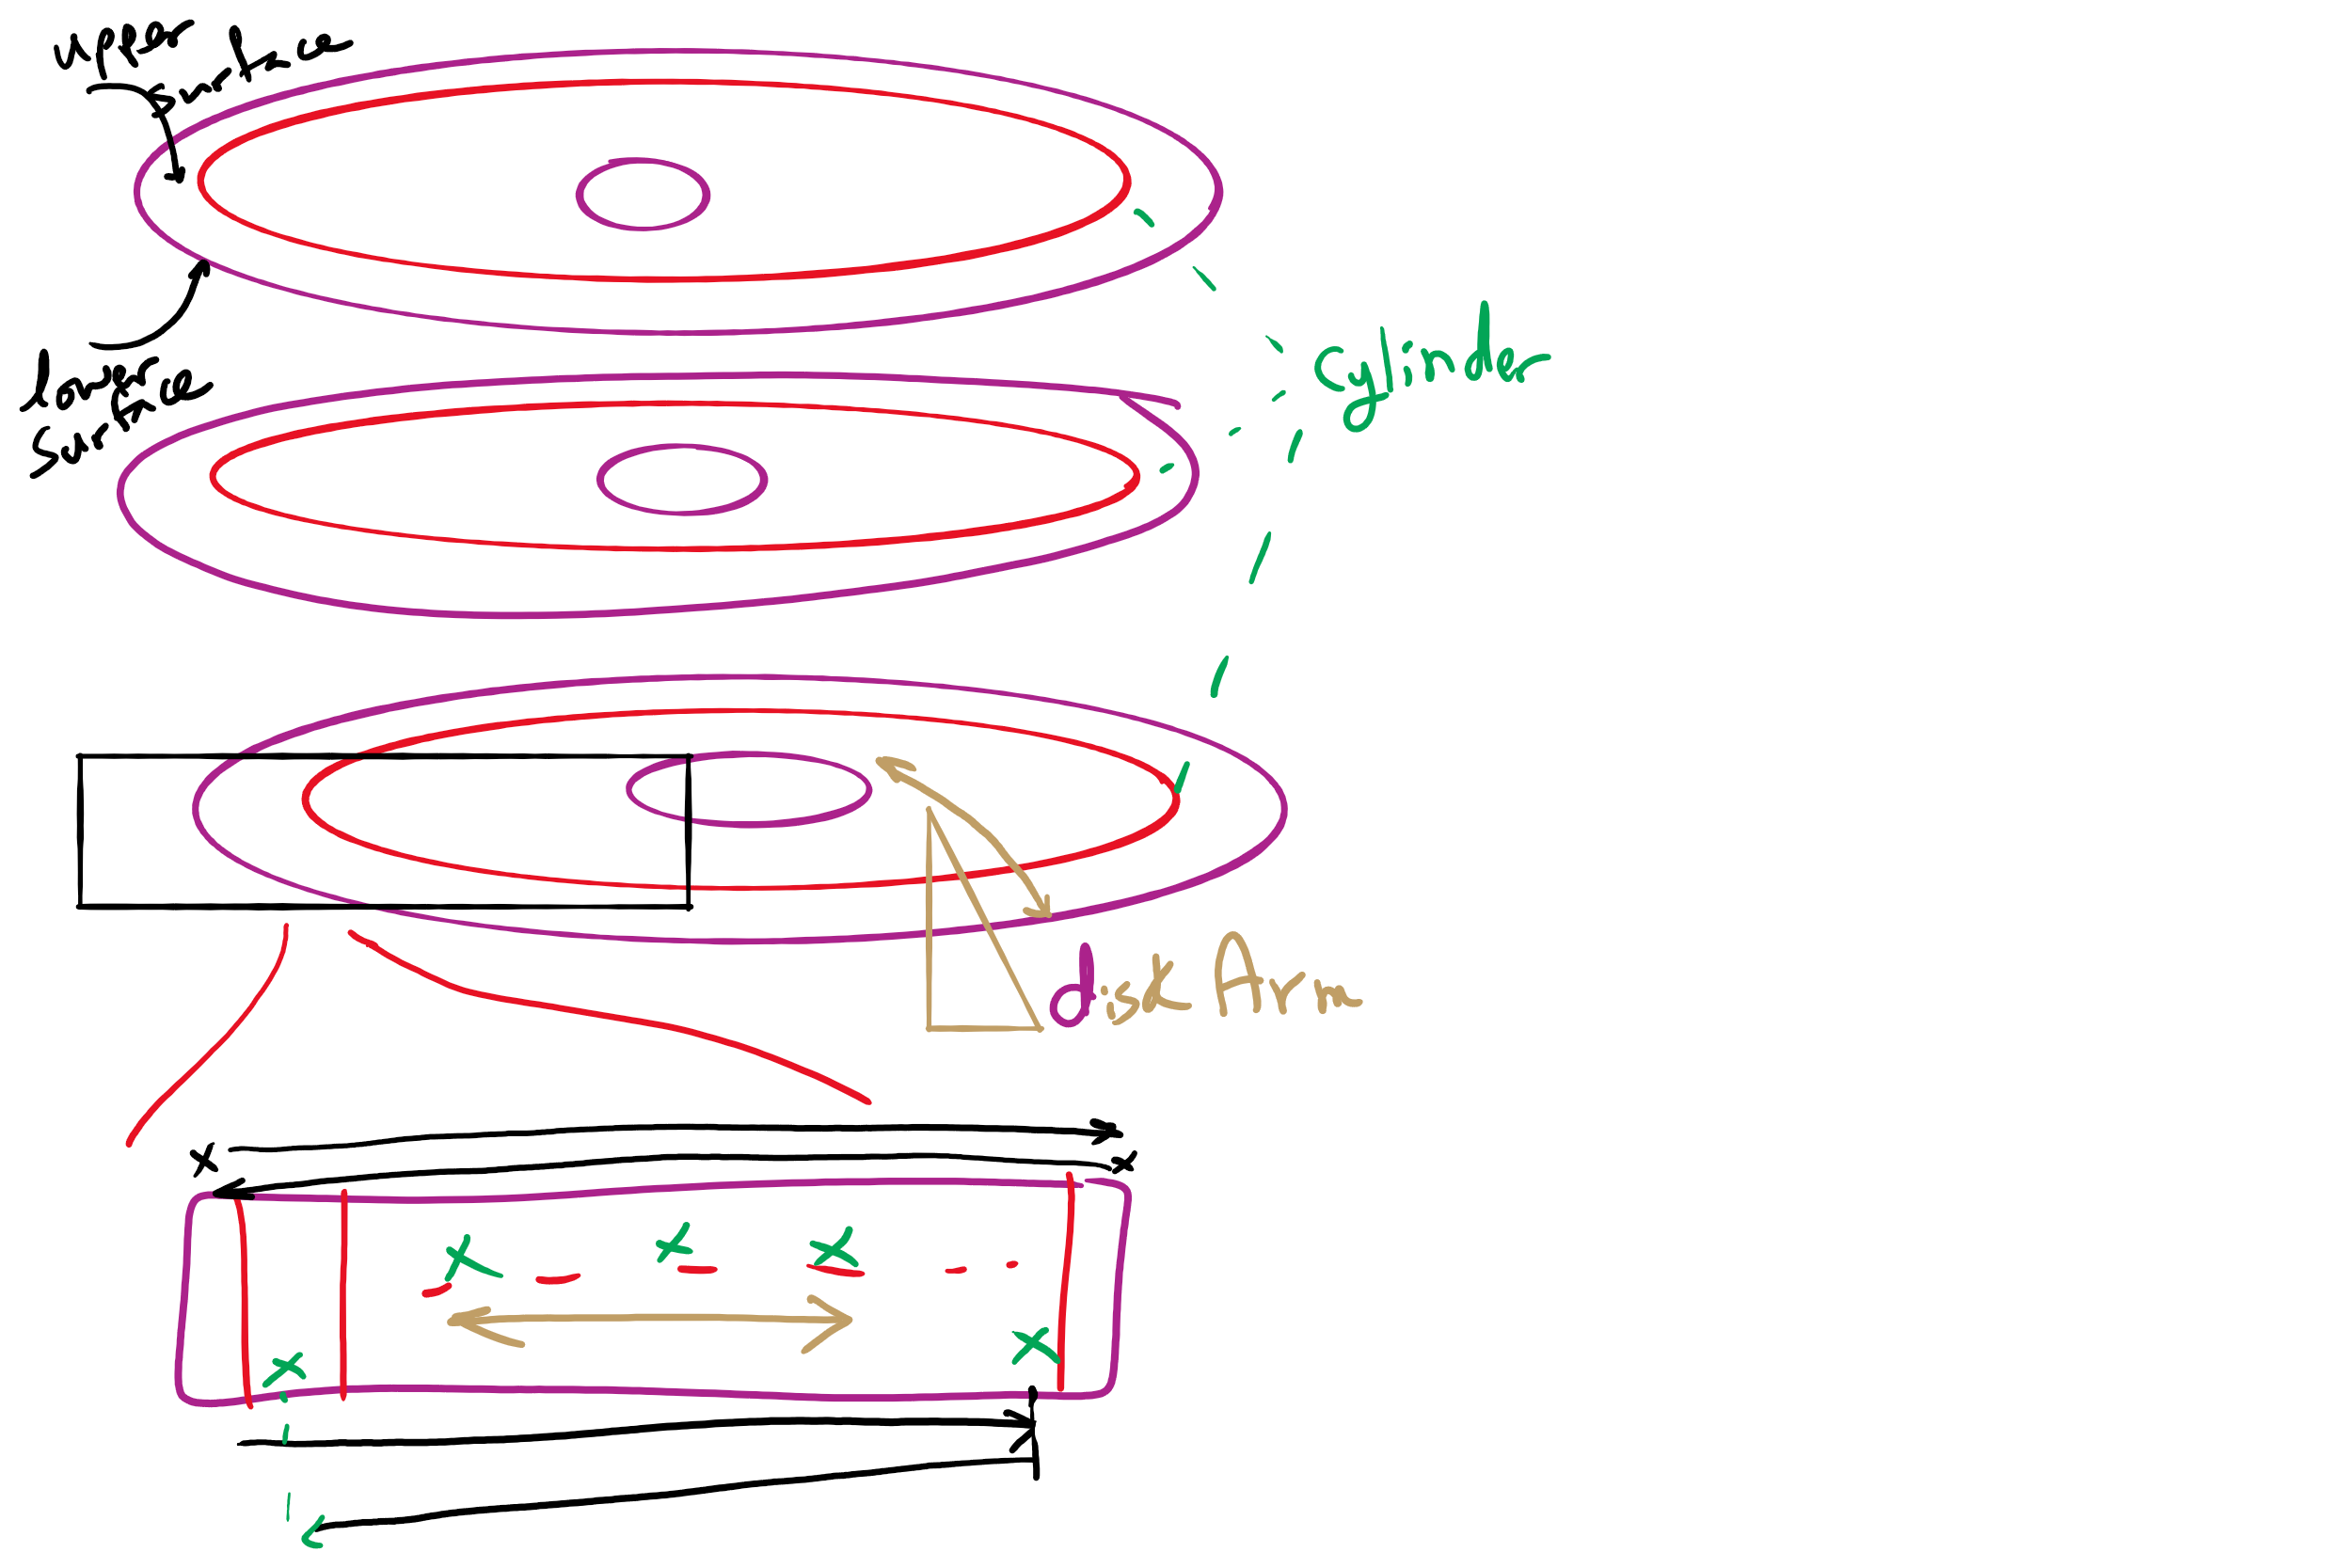 upper
surface
lower
surface
Cylinder
disk Arm